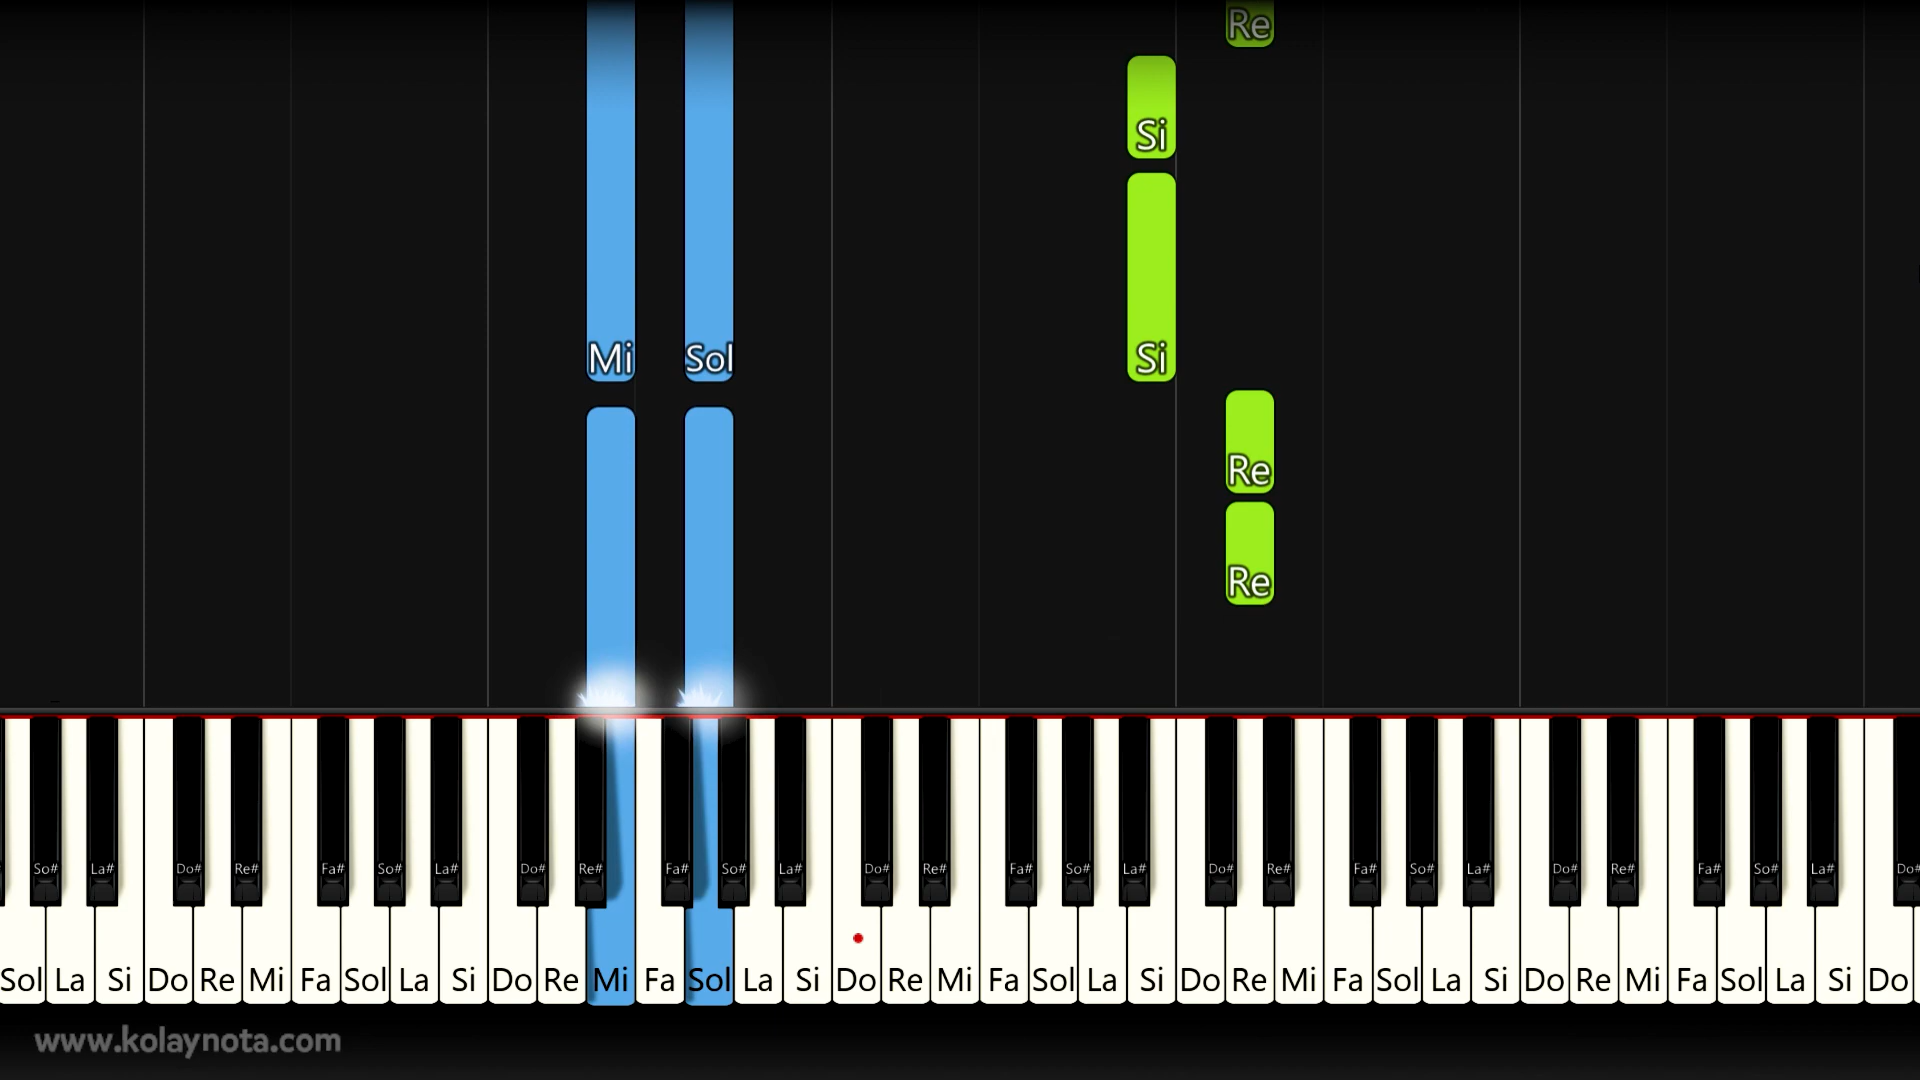 Re
Si
Mi Sol Si
Re
Re
So# La# Do# Re# Fa# So# La# Do# Re# Fa# So# La# Do# Re# Fa# So# La# Do# Re# Fa# So# La# Do# Re# Fa# So# La# Do#
Sol La Si Do Re Mi Fa Sol La Si Do Re Mi Fa Sol La Si Do Re Mi Fa Sol La Si Do Re Mi Fa Sol La Si Do Re Mi Fa Sol La Si Do
www.kolaynota.com